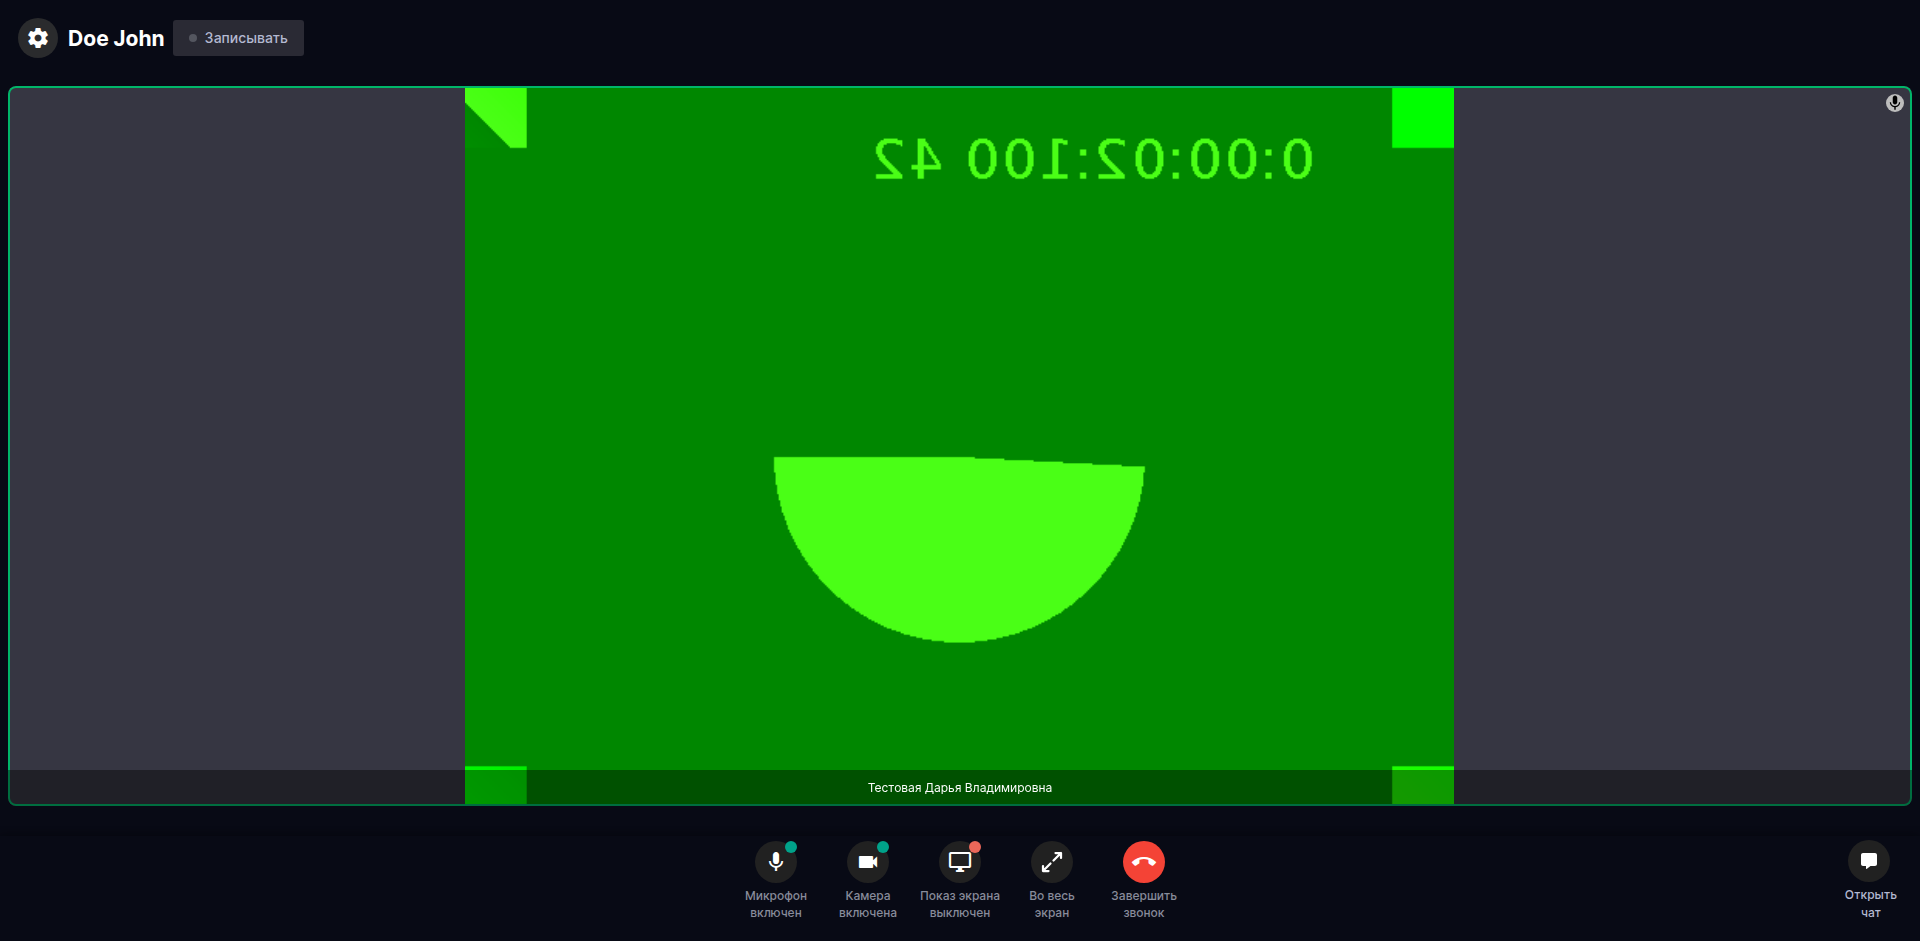 Doe John
Записывать
0:00:02:100 42
Тестовая Дарья Владимировна
Микрофон
включен
Камера
включена
Показ экрана
выключен
Во весь
экран
Завершить
звонок
Открыть
чат